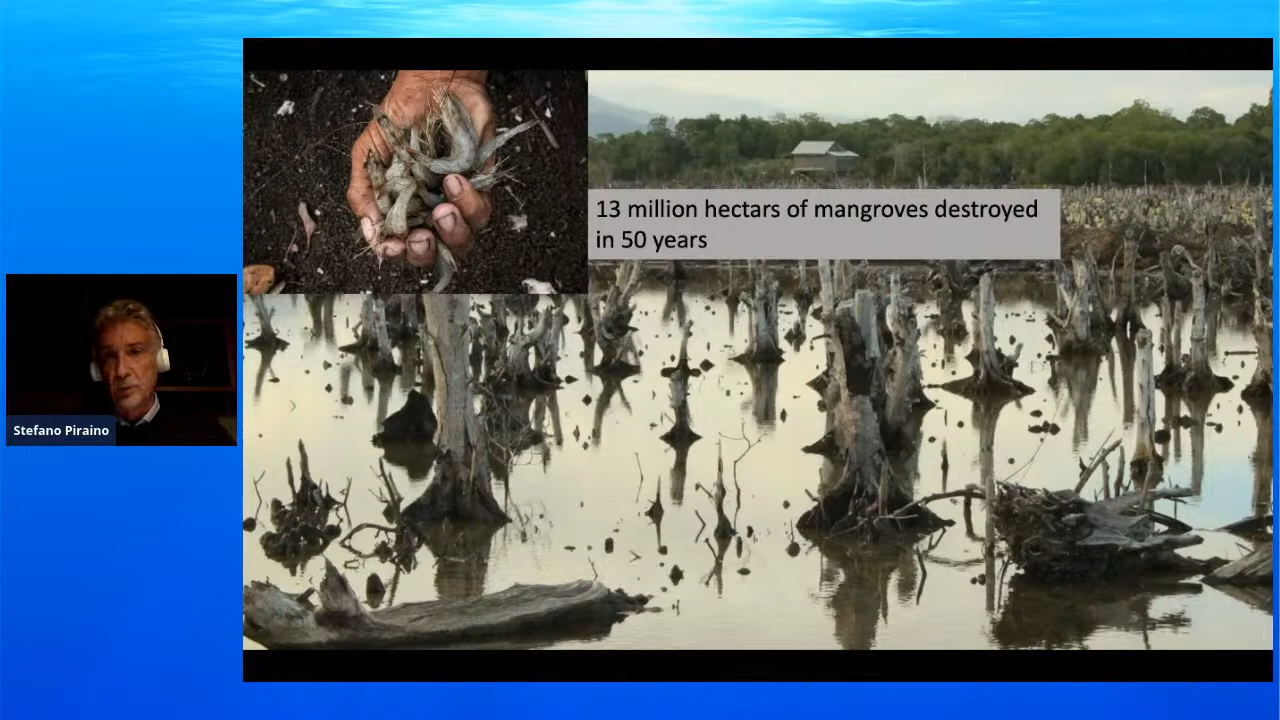 13 million hectars of mangroves destroyed
in 50 years
Stefano Piraino